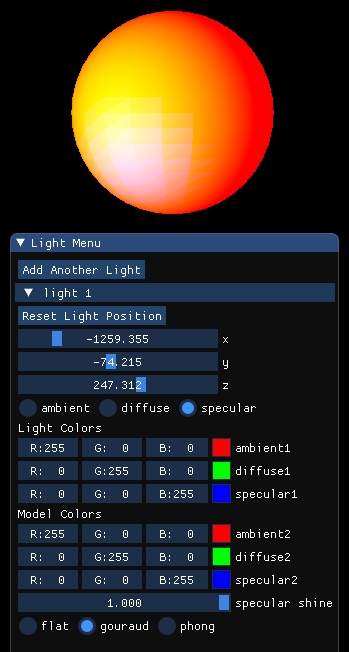 Light Menu
Add Another Light
light 1
Reset Light Position
-1259.355 x
-74.215 y
247.312 z
ambient diffuse specular
Light Colors
R:255 G: 0 B: 0 ambient1
R: 0 G:255 B: 0 diffuse1
R: 0 G: 0 B:255 specular1
Model Colors
R:255 G: 0 B: 0 ambient2
R: 0 G:255 B: 0 diffuse2
R: 0 G: 0 B:255 specular2
1.000 specular shine
flat gouraud phong